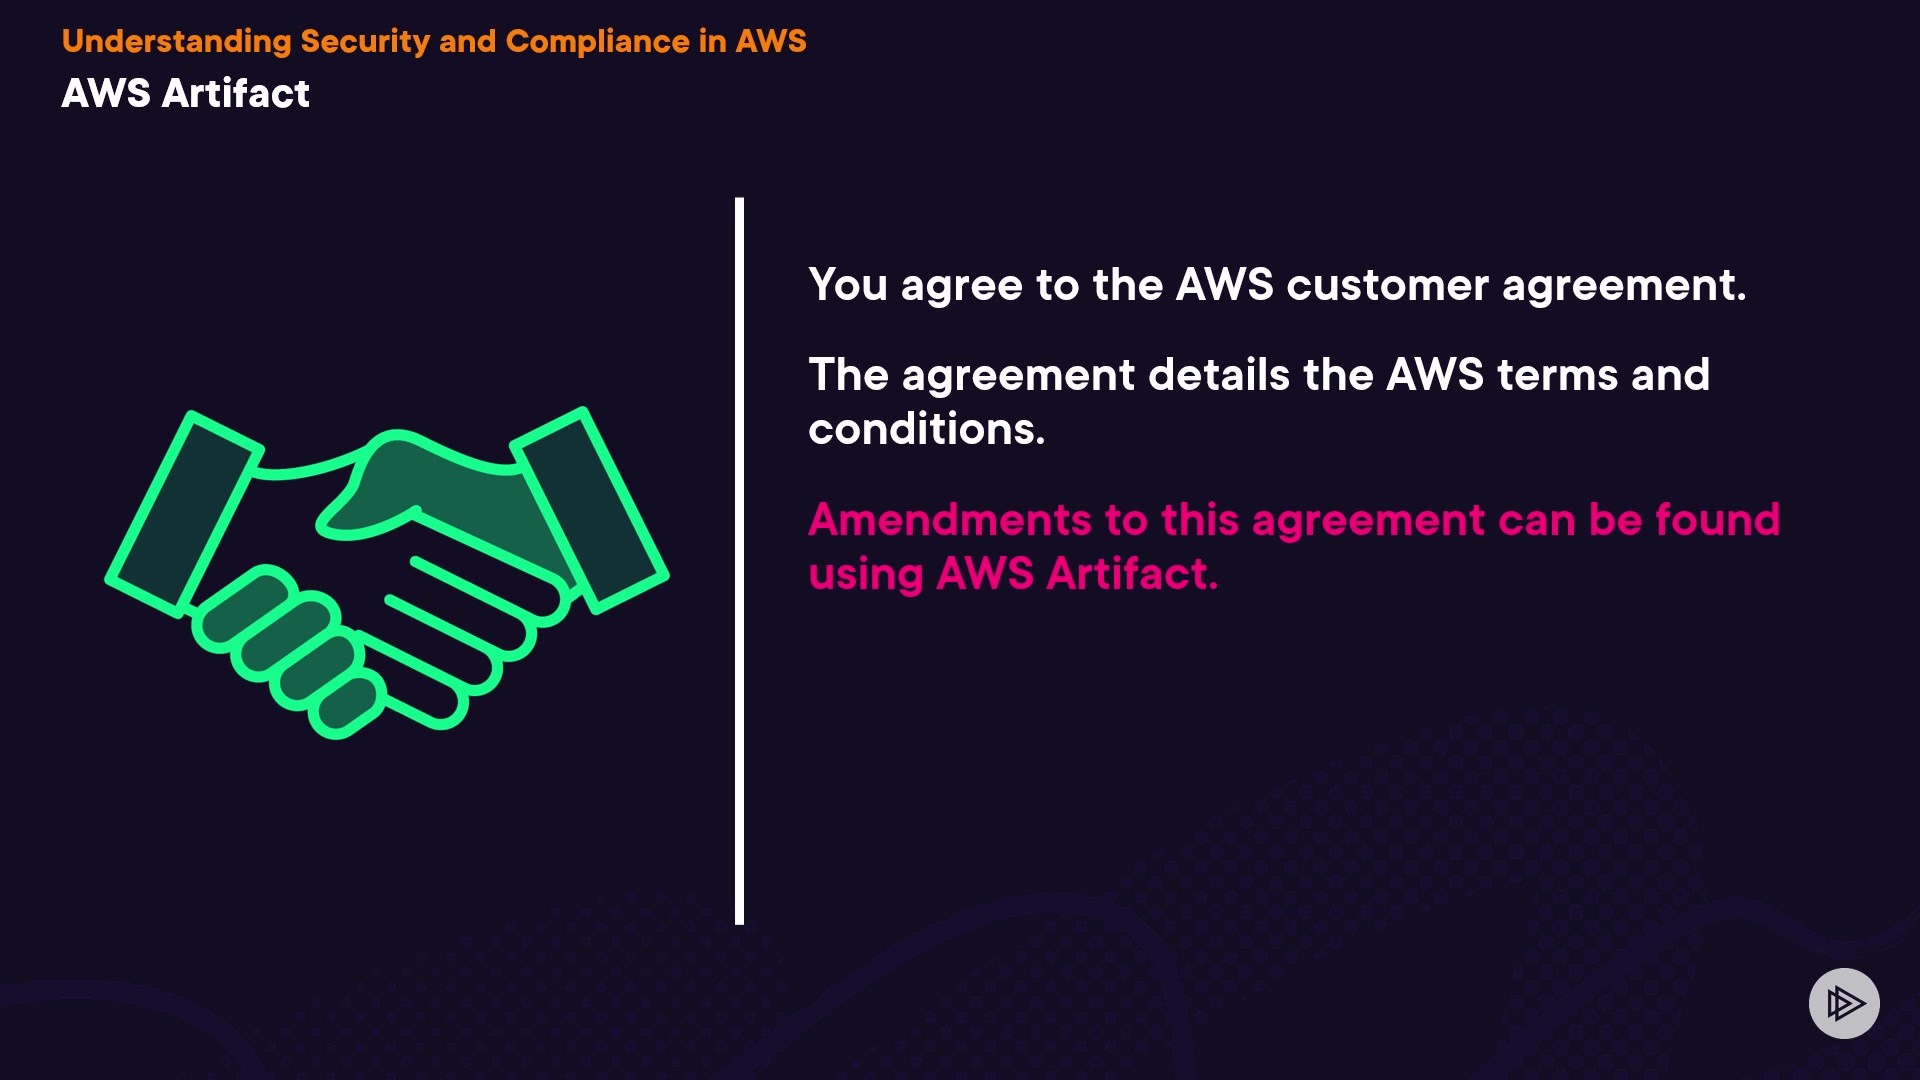 Understanding Security and Compliance in AWS
AWS Artifact
You agree to the AWS customer agreement.
The agreement details the AWS terms and
conditions.
Amendments to this agreement can be found
using AWS Artifact.